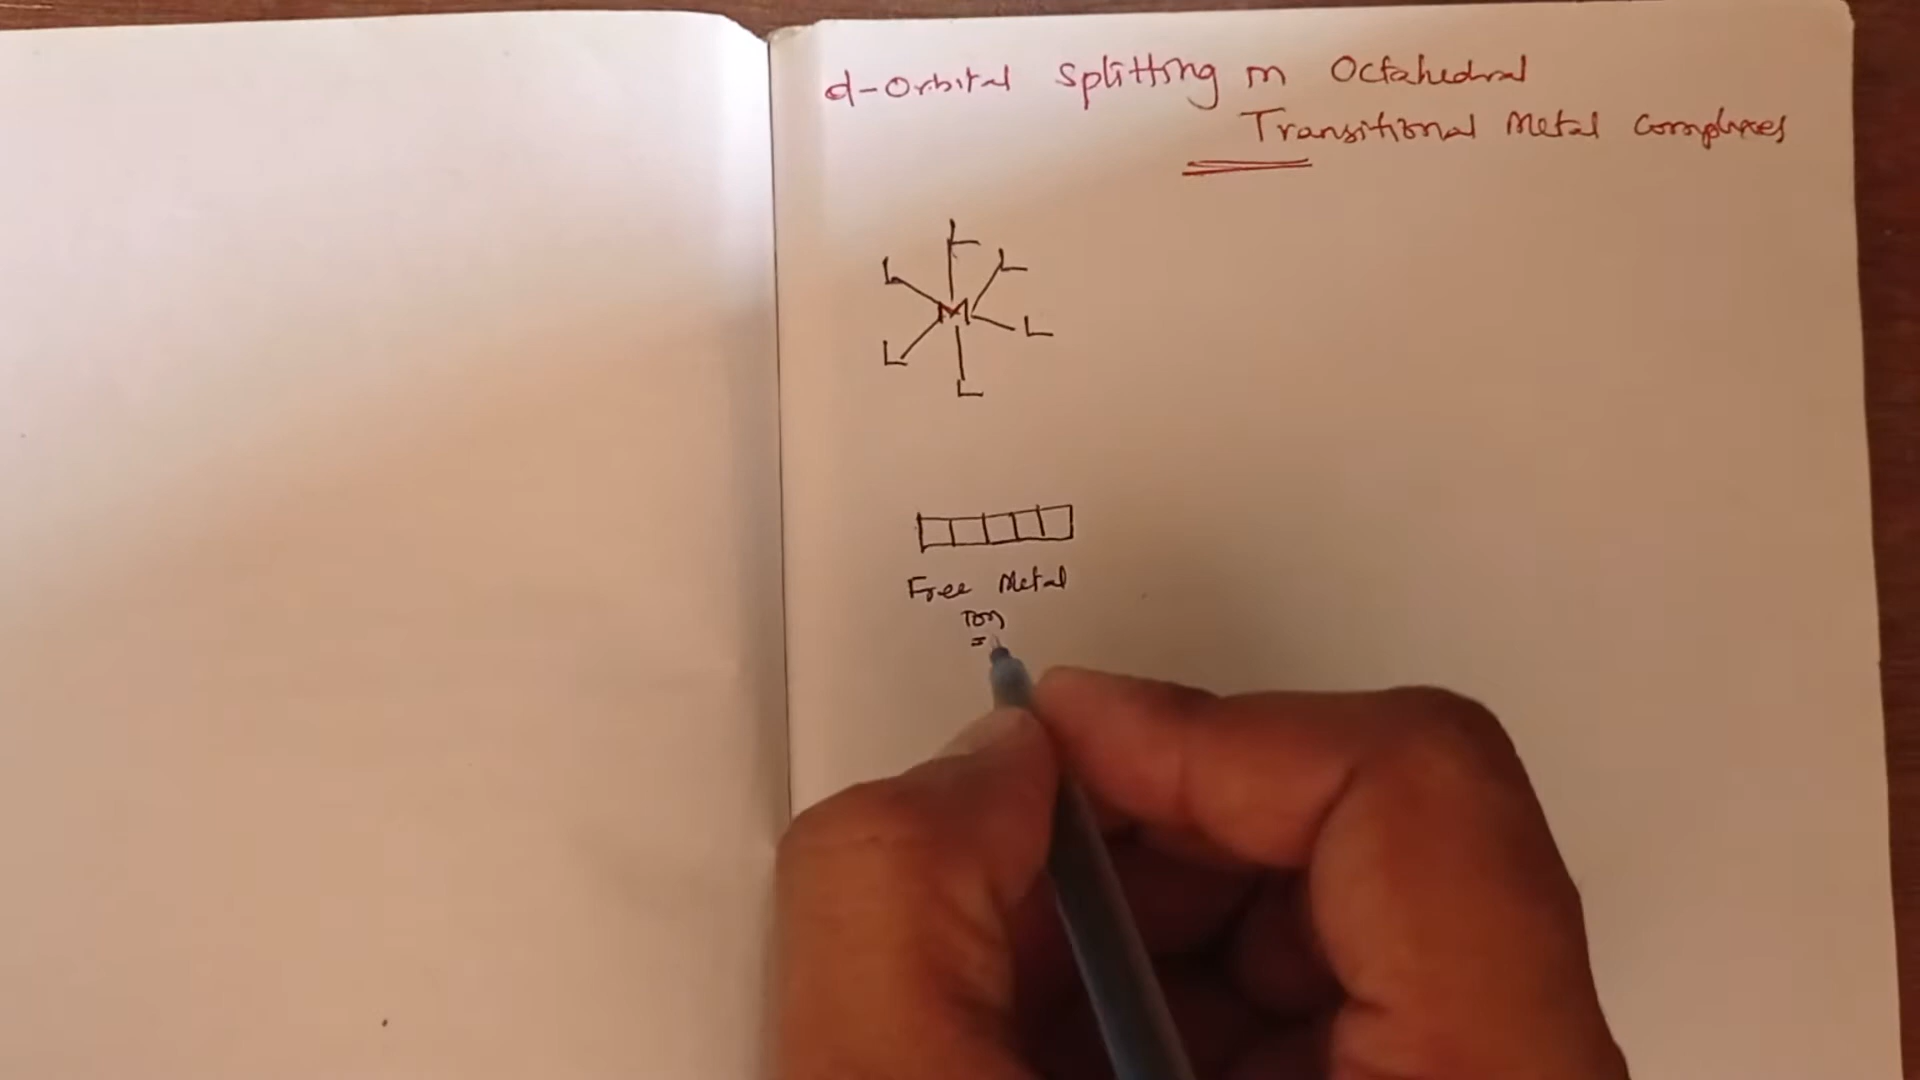 d-orbital splitting in Octahedral
Transitional Metal Complexes
L
L
L
M
L
L
L
Free Metal
Ion
=